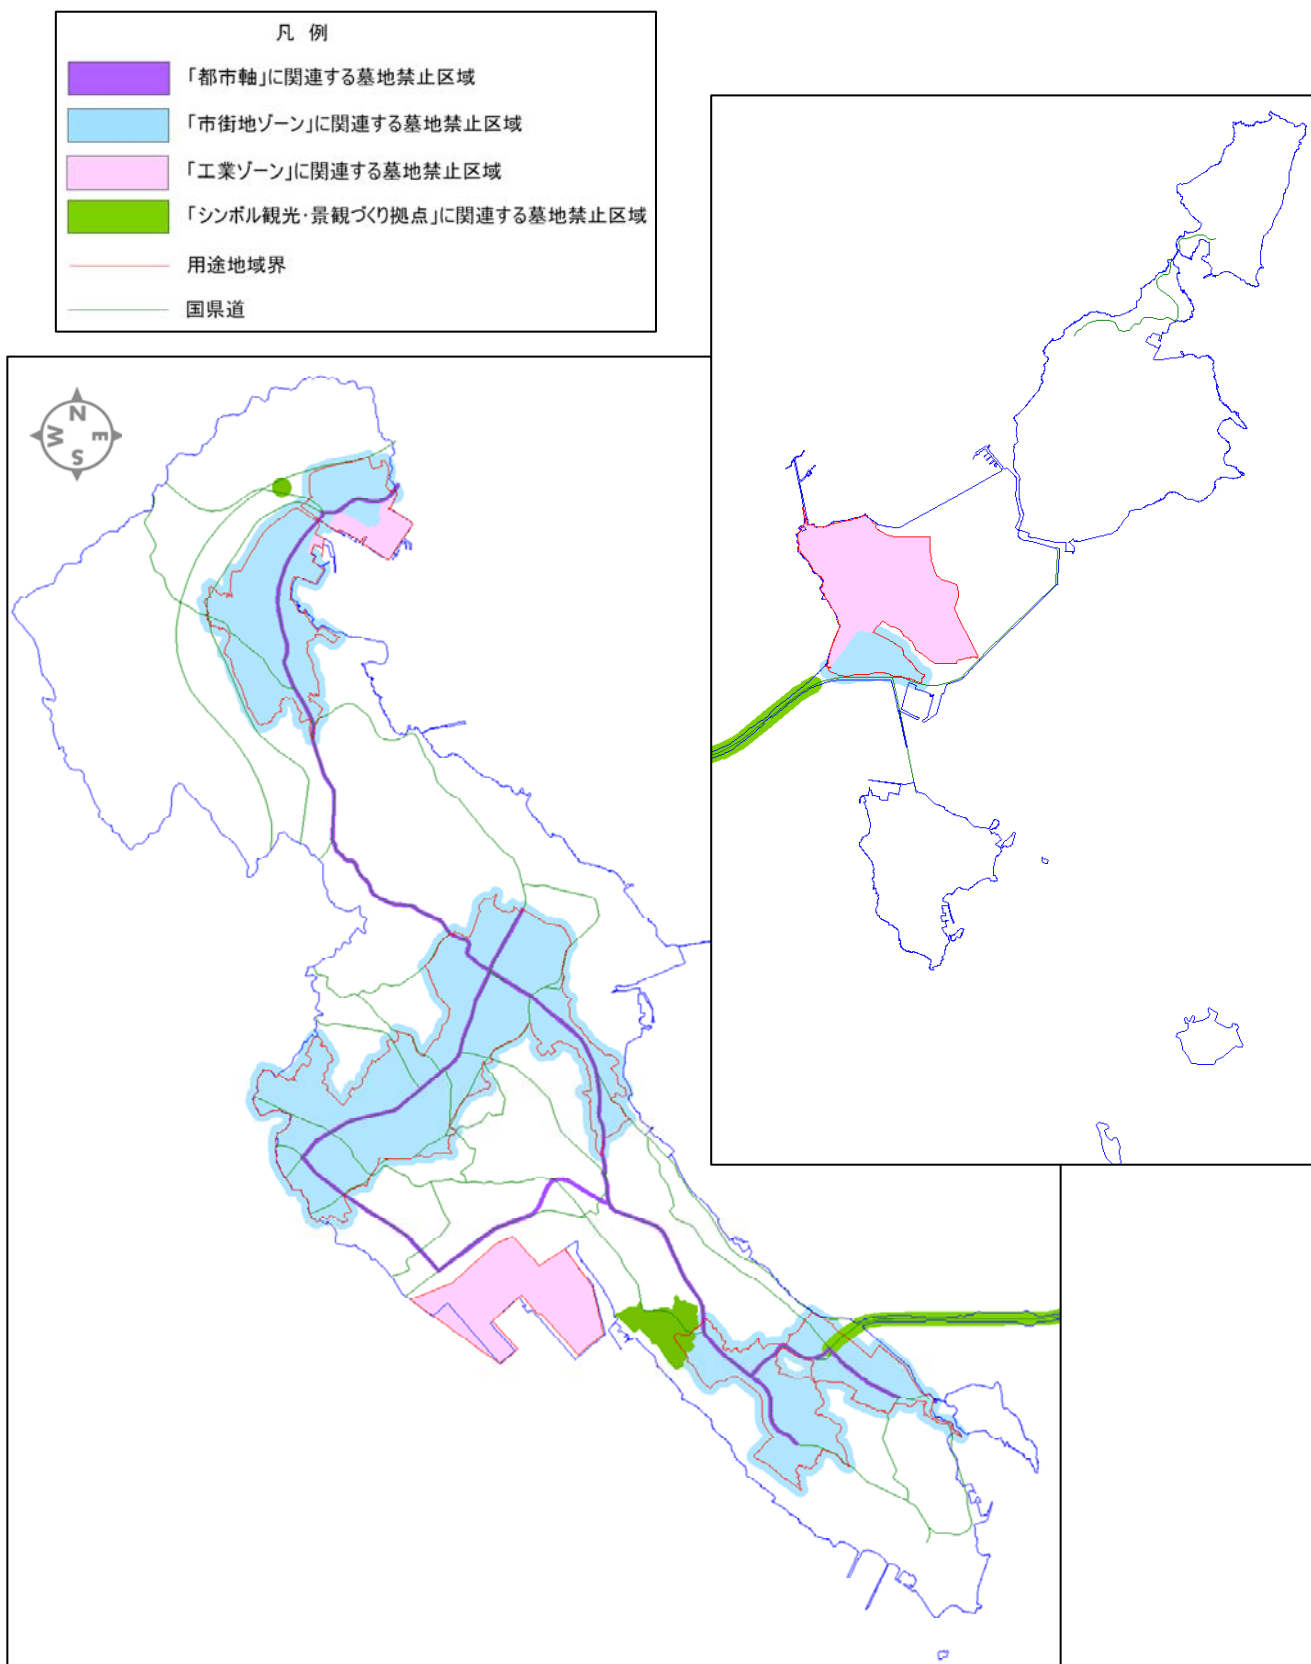 凡 例
「都市軸」に関連する墓地禁止区域
「市街地ゾーン」に関連する墓地禁止区域
「工業ゾーン」に関連する墓地禁止区域
「シンボル観光・景観づくり拠点」に関連する墓地禁止区域
用途地域界
国県道
N
W E
S